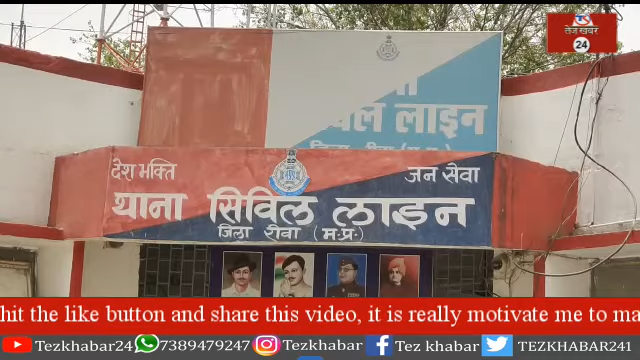 तेज खबर
24
सिविल लाइन
देश भक्ति
जन सेवा
थाना सिविल लाइन
जिला रीवा (म.प्र.)
hit the like button and share this video, it is really motivate me to ma
Tezkhabar24 7389479247 Tezkhabar24 Tez khabar TEZKHABAR241